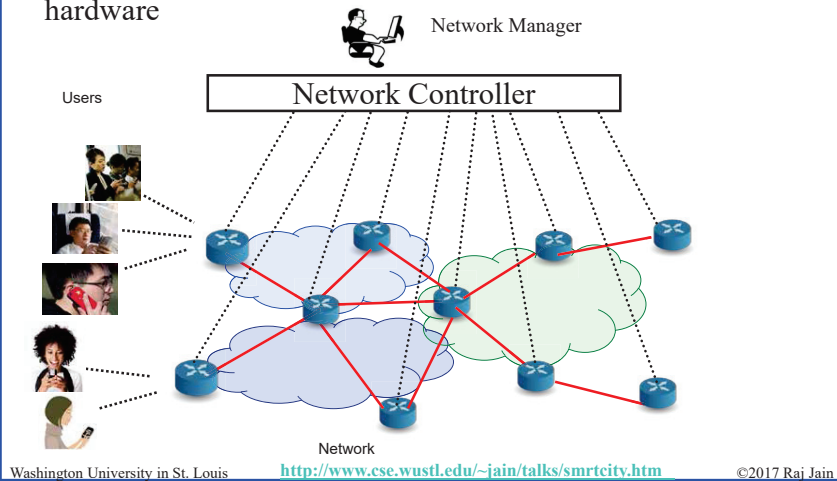 hardware
Network Manager
Network Controller
Users
Network
Washington University in St. Louis
http://www.cse.wustl.edu/~jain/talks/smrtcity.htm
©2017 Raj Jain